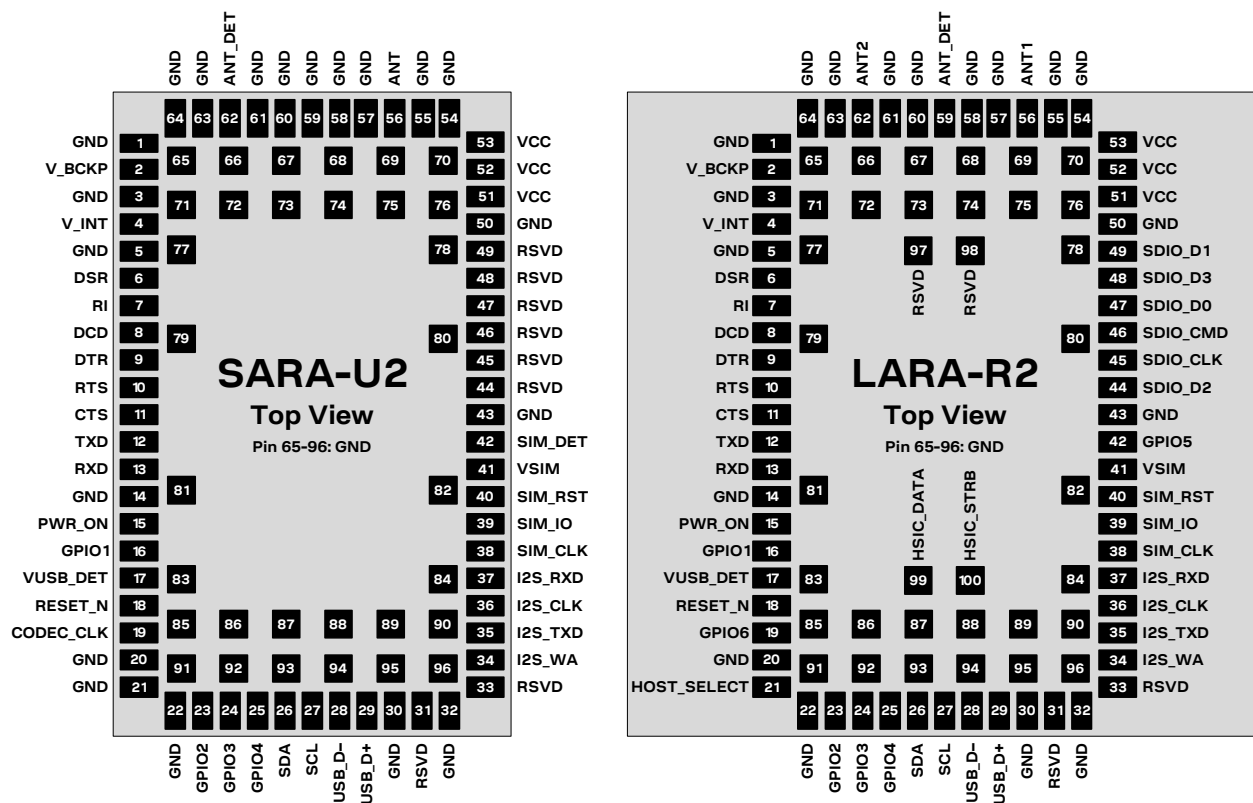 GND GND ANT_DET GND GND GND GND GND ANT GND GND
64 63 62 61 60 59 58 57 56 55 54
GND 1 53 VCC
65 66 67 68 69 70
V_BCKP 2 52 VCC
GND 3 71 72 73 74 75 76 51 VCC
V_INT 4 50 GND
GND 5 77 78 49 RSVD
DSR 6 48 RSVD
RI 7 47 RSVD
DCD 8 79 80 46 RSVD
DTR 9 45 RSVD
RTS 10 44 RSVD
SARA-U2
CTS 11 Top View 43 GND
TXD 12 Pin 65-96: GND 42 SIM_DET
RXD 13 41 VSIM
GND 14 81 82 40 SIM_RST
PWR_ON 15 39 SIM_IO
GPIO1 16 38 SIM_CLK
VUSB_DET 17 83 84 37 I2S_RXD
RESET_N 18 36 I2S_CLK
CODEC_CLK 19 85 86 87 88 89 90 35 I2S_TXD
GND 20 91 92 93 94 95 96 34 I2S_WA
GND 21 33 RSVD
22 23 24 25 26 27 28 29 30 31 32
GND GPIO2 GPIO3 GPIO4 SDA SCL USB_D– USB_D+ GND RSVD GND
GND GND ANT2 GND GND ANT_DET GND GND ANT1 GND GND
64 63 62 61 60 59 58 57 56 55 54
GND 1 53 VCC
65 66 67 68 69 70
V_BCKP 2 52 VCC
GND 3 71 72 73 74 75 76 51 VCC
V_INT 4 50 GND
GND 5 77 97 98 78 49 SDIO_D1
DSR 6 RSVD RSVD 48 SDIO_D3
RI 7 47 SDIO_D0
DCD 8 79 80 46 SDIO_CMD
DTR 9 45 SDIO_CLK
RTS 10 44 SDIO_D2
LARA-R2
CTS 11 Top View 43 GND
TXD 12 Pin 65-96: GND 42 GPIO5
RXD 13 41 VSIM
GND 14 81 HSIC_DATA HSIC_STRB 82 40 SIM_RST
PWR_ON 15 39 SIM_IO
GPIO1 16 38 SIM_CLK
VUSB_DET 17 83 99 100 84 37 I2S_RXD
RESET_N 18 36 I2S_CLK
GPIO6 19 85 86 87 88 89 90 35 I2S_TXD
GND 20 91 92 93 94 95 96 34 I2S_WA
HOST_SELECT 21 33 RSVD
22 23 24 25 26 27 28 29 30 31 32
GND GPIO2 GPIO3 GPIO4 SDA SCL USB_D– USB_D+ GND RSVD GND